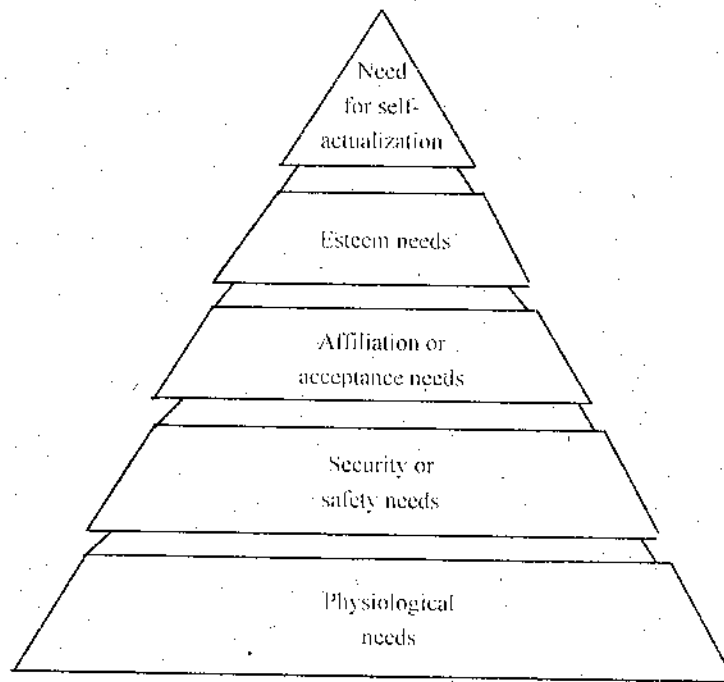 Need
for self-
actualization
Esteem needs
Affiliation or
acceptance needs
Security or
safety needs
Physiological
needs